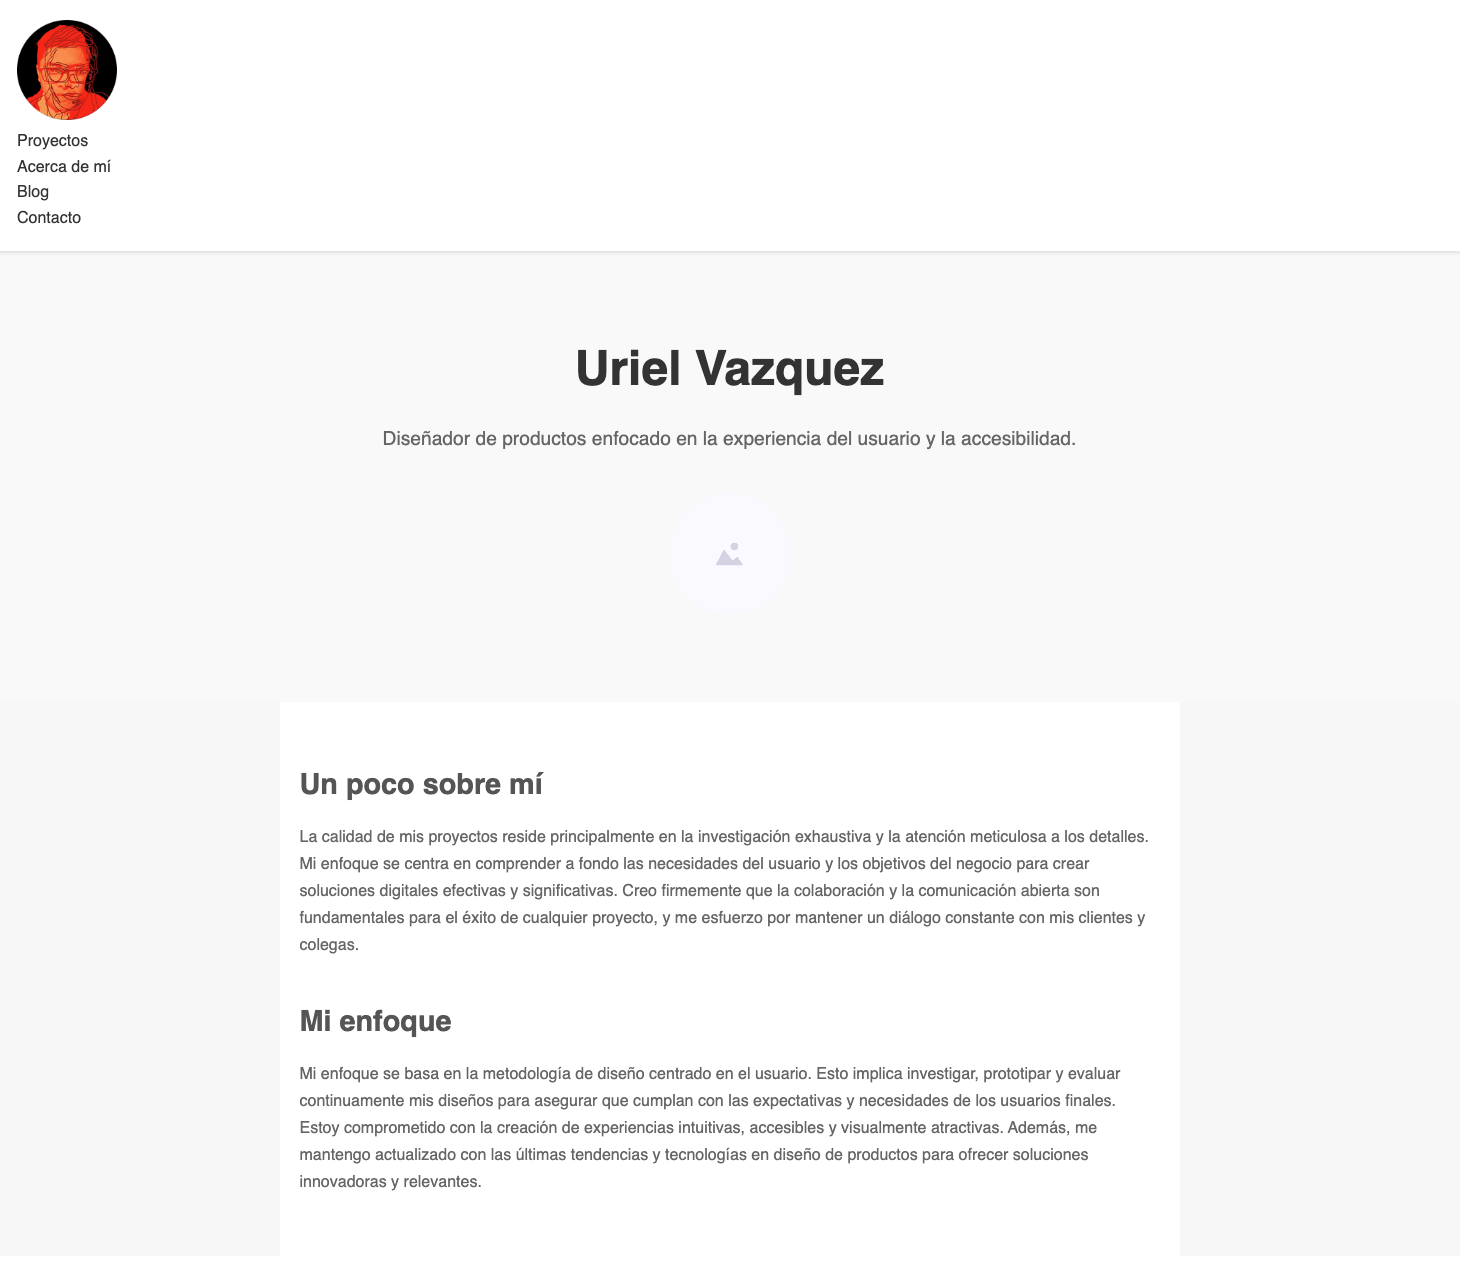 Proyectos
Acerca de mí
Blog
Contacto
Uriel Vazquez
Diseñador de productos enfocado en la experiencia del usuario y la accesibilidad.
Un poco sobre mí
La calidad de mis proyectos reside principalmente en la investigación exhaustiva y la atención meticulosa a los detalles.
Mi enfoque se centra en comprender a fondo las necesidades del usuario y los objetivos del negocio para crear
soluciones digitales efectivas y significativas. Creo firmemente que la colaboración y la comunicación abierta son
fundamentales para el éxito de cualquier proyecto, y me esfuerzo por mantener un diálogo constante con mis clientes y
colegas.
Mi enfoque
Mi enfoque se basa en la metodología de diseño centrado en el usuario. Esto implica investigar, prototipar y evaluar
continuamente mis diseños para asegurar que cumplan con las expectativas y necesidades de los usuarios finales.
Estoy comprometido con la creación de experiencias intuitivas, accesibles y visualmente atractivas. Además, me
mantengo actualizado con las últimas tendencias y tecnologías en diseño de productos para ofrecer soluciones
innovadoras y relevantes.